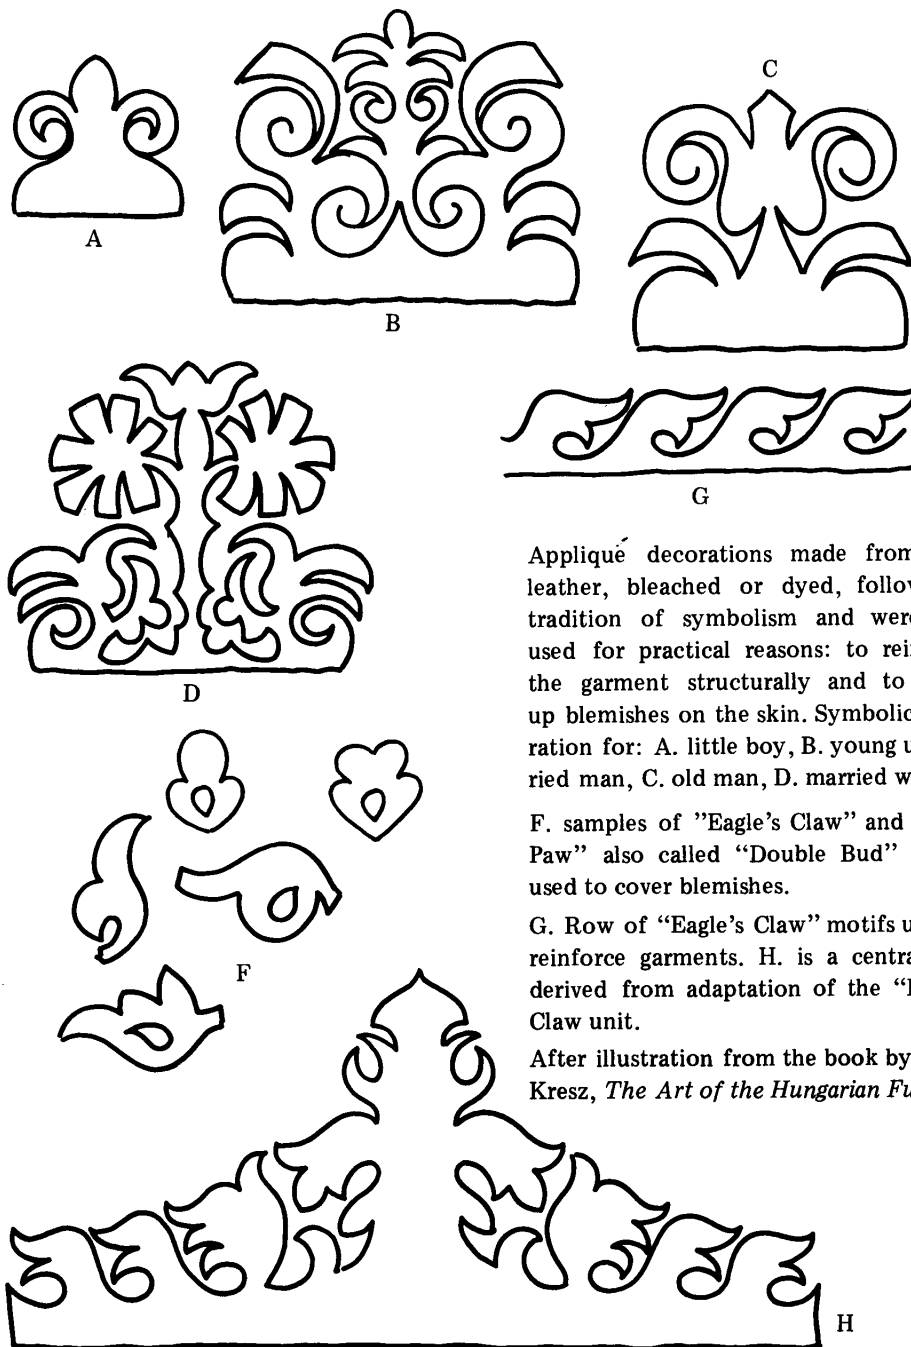 A
B
C
D
G
Appliqué decorations made from
leather, bleached or dyed, follow
tradition of symbolism and were
used for practical reasons: to rei
the garment structurally and to
up blemishes on the skin. Symbolic
ration for: A. little boy, B. young u
ried man, C. old man, D. married w
F. samples of ”Eagle’s Claw” and
Paw” also called “Double Bud”
used to cover blemishes.
G. Row of “Eagle’s Claw” motifs u
reinforce garments. H. is a centra
derived from adaptation of the “
Claw unit.
After illustration from the book by
Kresz, The Art of the Hungarian Fu
F
H